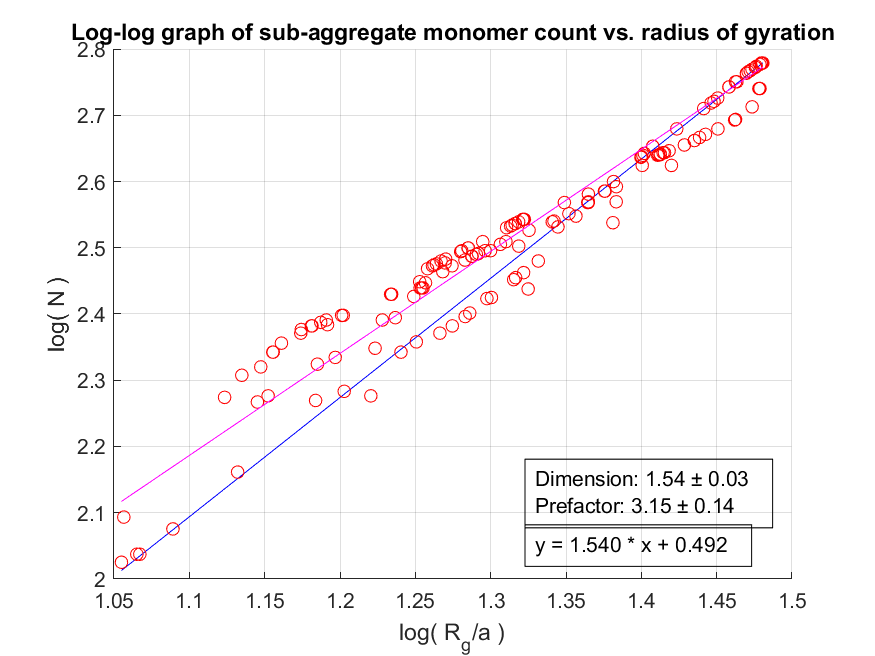 Log-log graph of sub-aggregate monomer count vs. radius of gyration
2.8
2.7
2.6
2.5
2.4
2.3
2.2
2.1
2
log( N )
Dimension: 1.54 ± 0.03
Prefactor: 3.15 ± 0.14
y = 1.540 * x + 0.492
1.05 1.1 1.15 1.2 1.25 1.3 1.35 1.4 1.45 1.5
log( R_g/a )